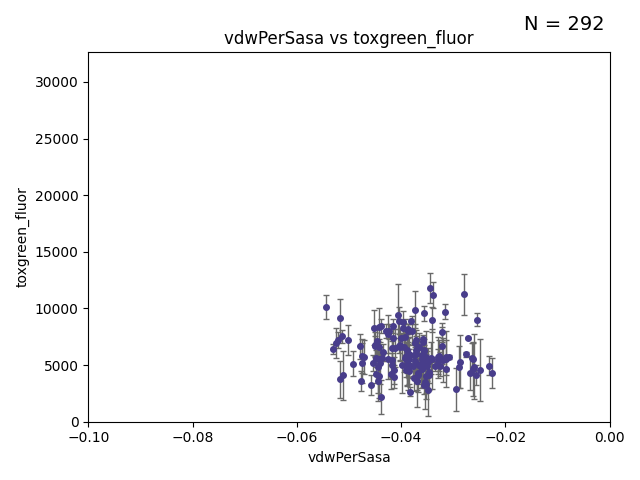 N = 292
vdwPerSasa vs toxgreen_fluor
30000
25000
20000
15000
10000
5000
0
toxgreen_fluor
−0.10 −0.08 −0.06 −0.04 −0.02 0.00
vdwPerSasa